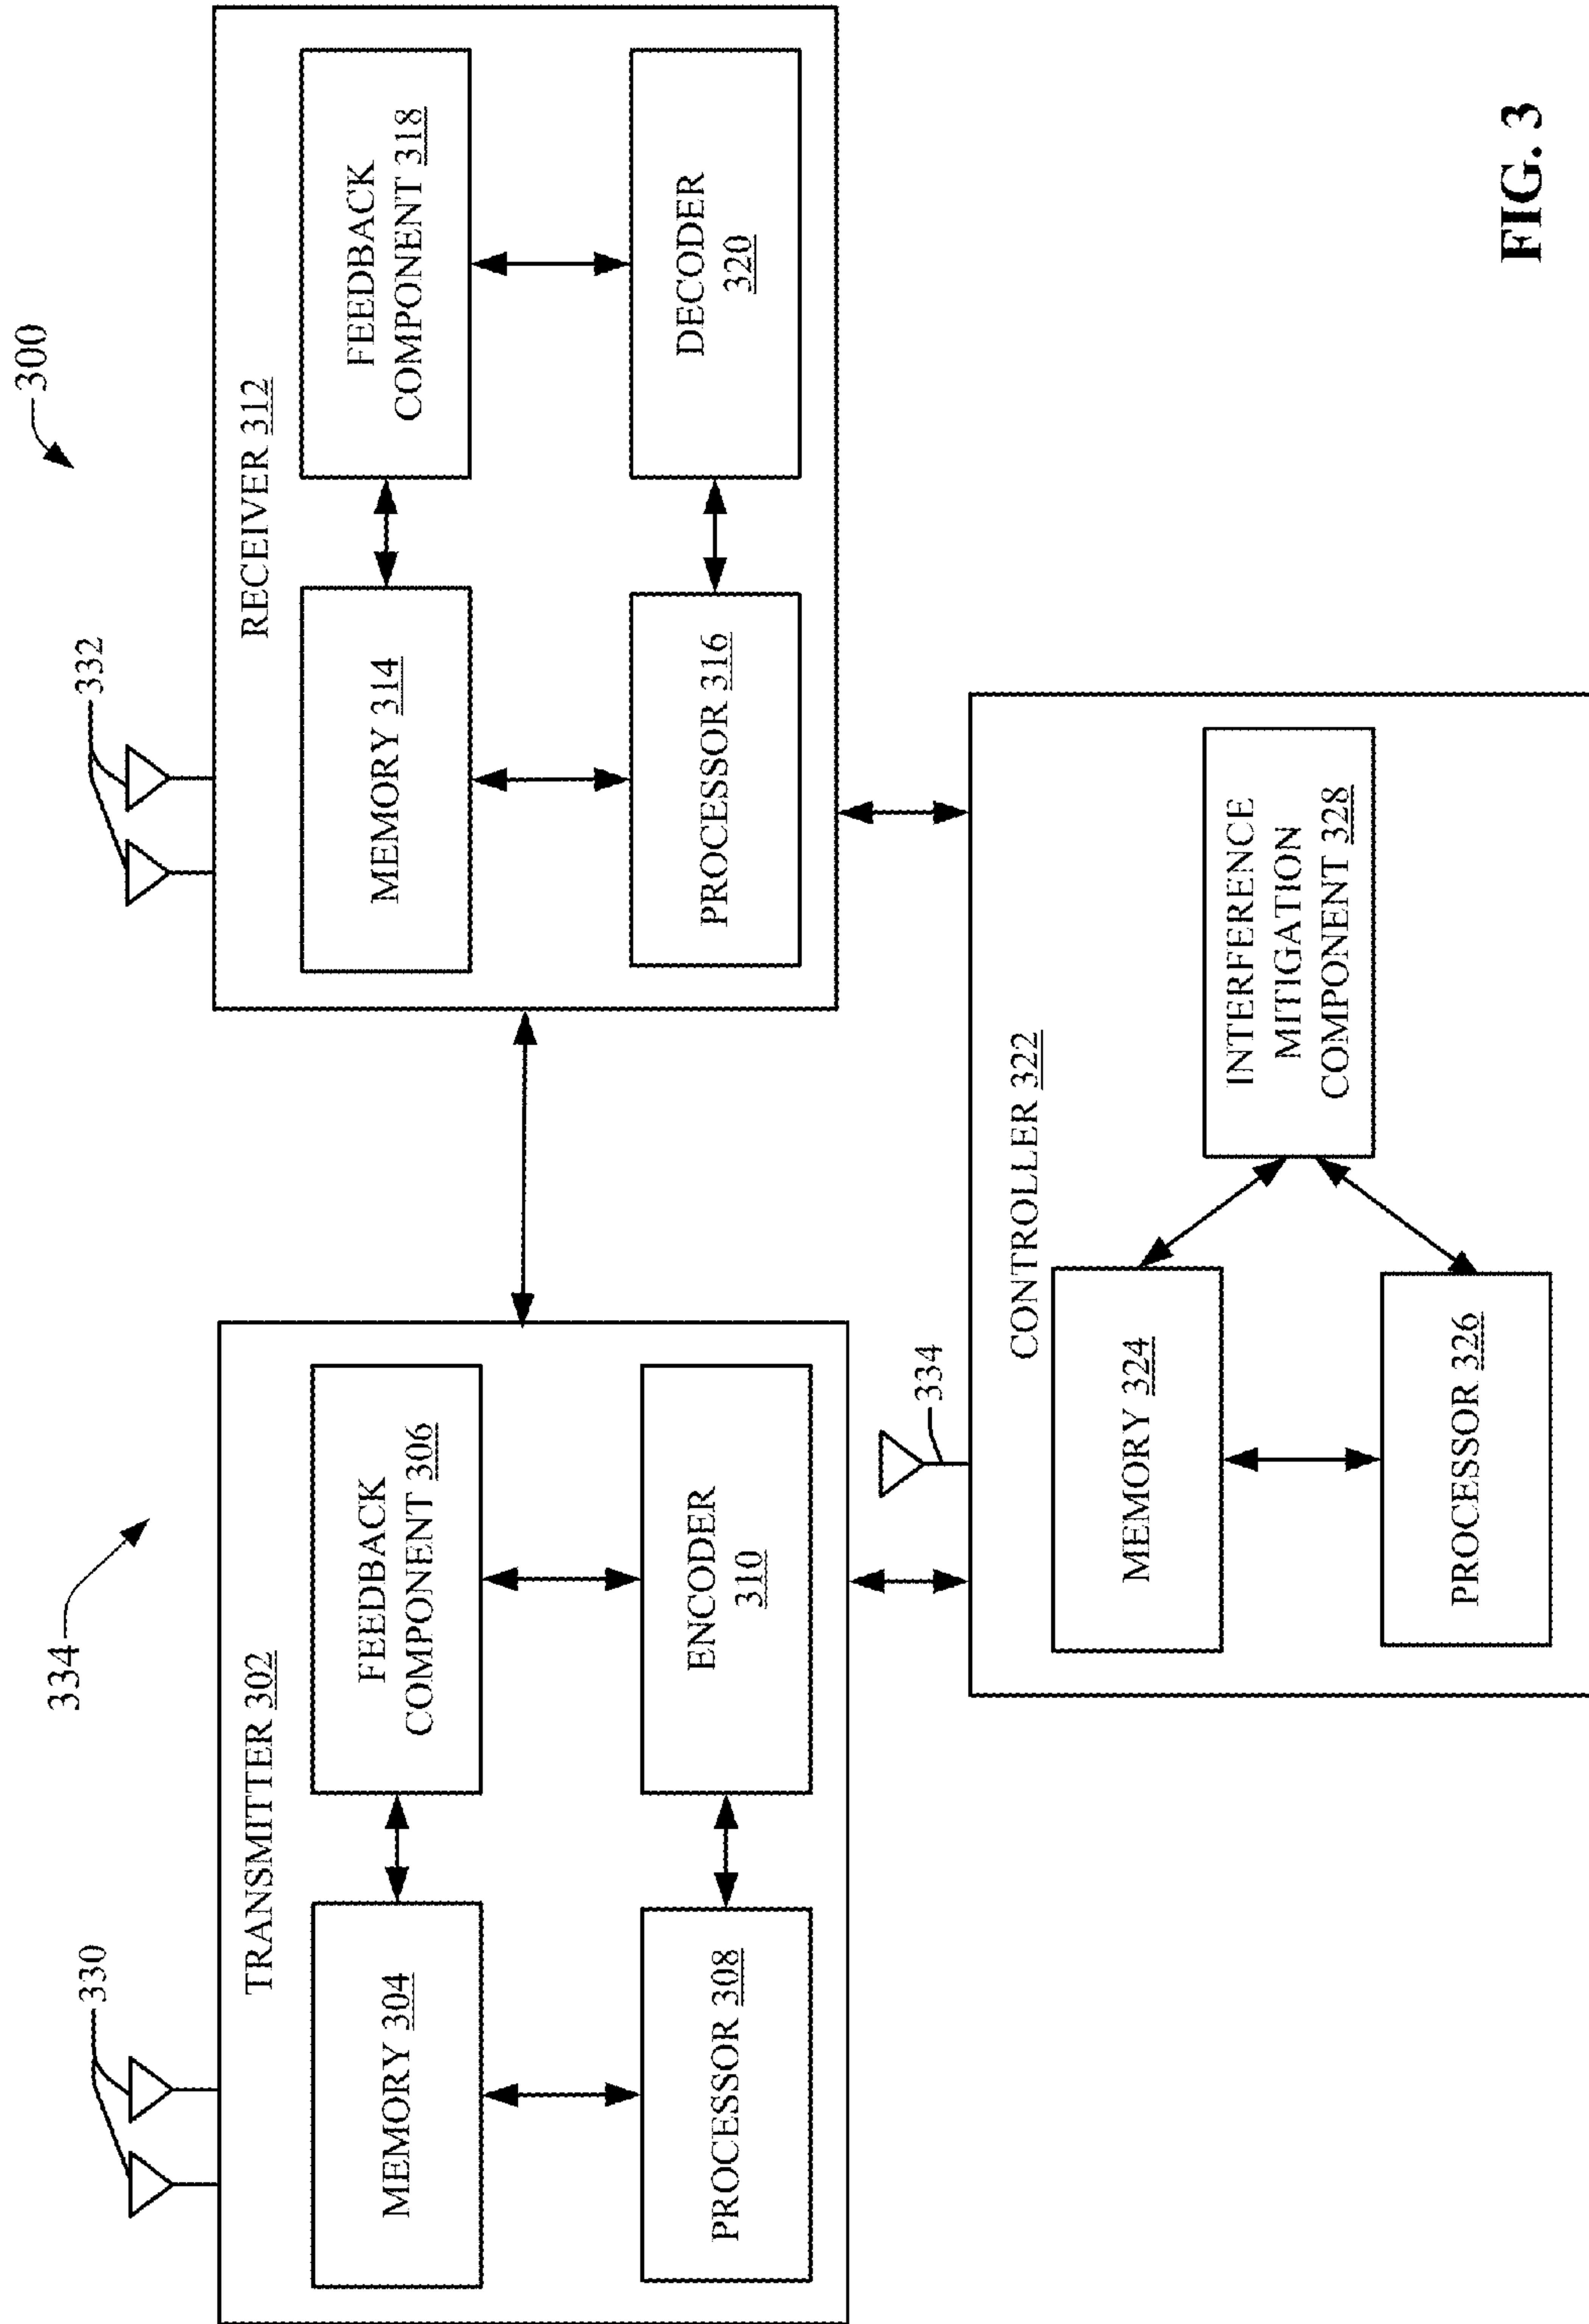 300
334
330
332
TRANSMITTER 302
MEMORY 304
FEEDBACK
COMPONENT 306
PROCESSOR 308
ENCODER
310
RECEIVER 312
MEMORY 314
FEEDBACK
COMPONENT 318
PROCESSOR 316
DECODER
320
334
CONTROLLER 322
MEMORY 324
INTERFERENCE
MITIGATION
COMPONENT 328
PROCESSOR 326
FIG. 3